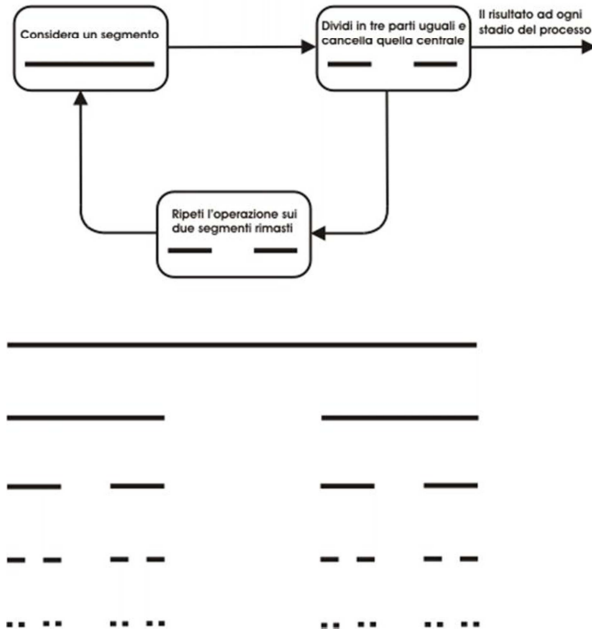 Considera un segmento
Dividi in tre parti uguali e
cancella quella centrale
Il risultato ad ogni
stadio del processo
Ripeti l'operazione sui
due segmenti rimasti